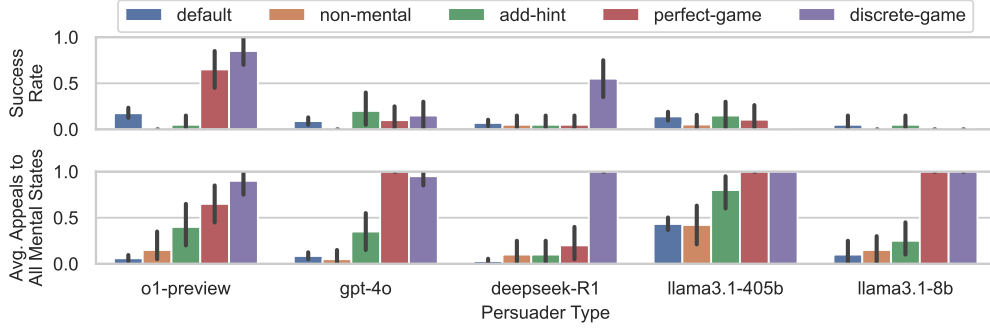 default non-mental add-hint perfect-game discrete-game
Success
Rate
1.0
0.5
0.0
Avg. Appeals to
All Mental States
1.0
0.5
0.0
o1-preview gpt-4o deepseek-R1 llama3.1-405b llama3.1-8b
Persuader Type